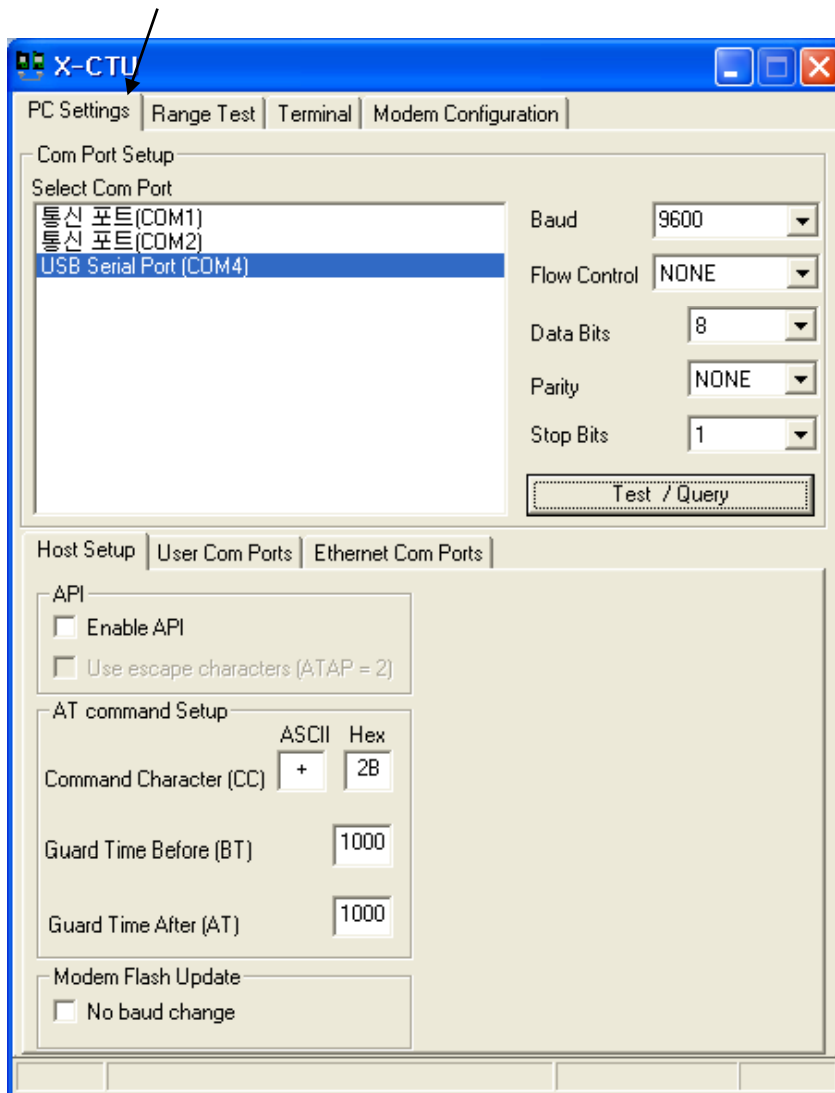 X-CTU
PC Settings Range Test Terminal Modem Configuration
Com Port Setup
Select Com Port
통신 포트(COM1)
통신 포트(COM2)
USB Serial Port (COM4)
Baud 9600
Flow Control NONE
Data Bits 8
Parity NONE
Stop Bits 1
Test / Query
Host Setup User Com Ports Ethernet Com Ports
API
Enable API
Use escape characters (ATAP = 2)
AT command Setup
ASCII Hex
Command Character (CC) + 2B
Guard Time Before (BT) 1000
Guard Time After (AT) 1000
Modem Flash Update
No baud change